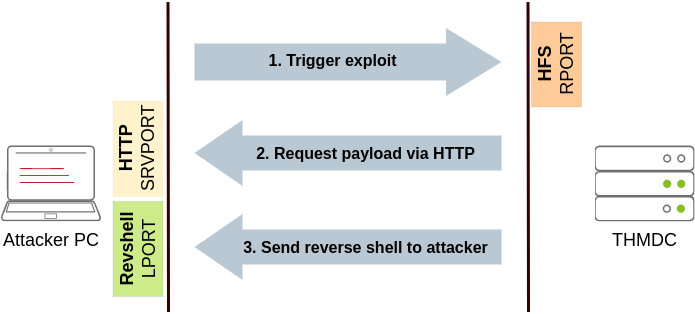 1. Trigger exploit
HFS
RPORT
HTTP
SRVPORT
2. Request payload via HTTP
Revshell
LPORT
3. Send reverse shell to attacker
Attacker PC
THMDC